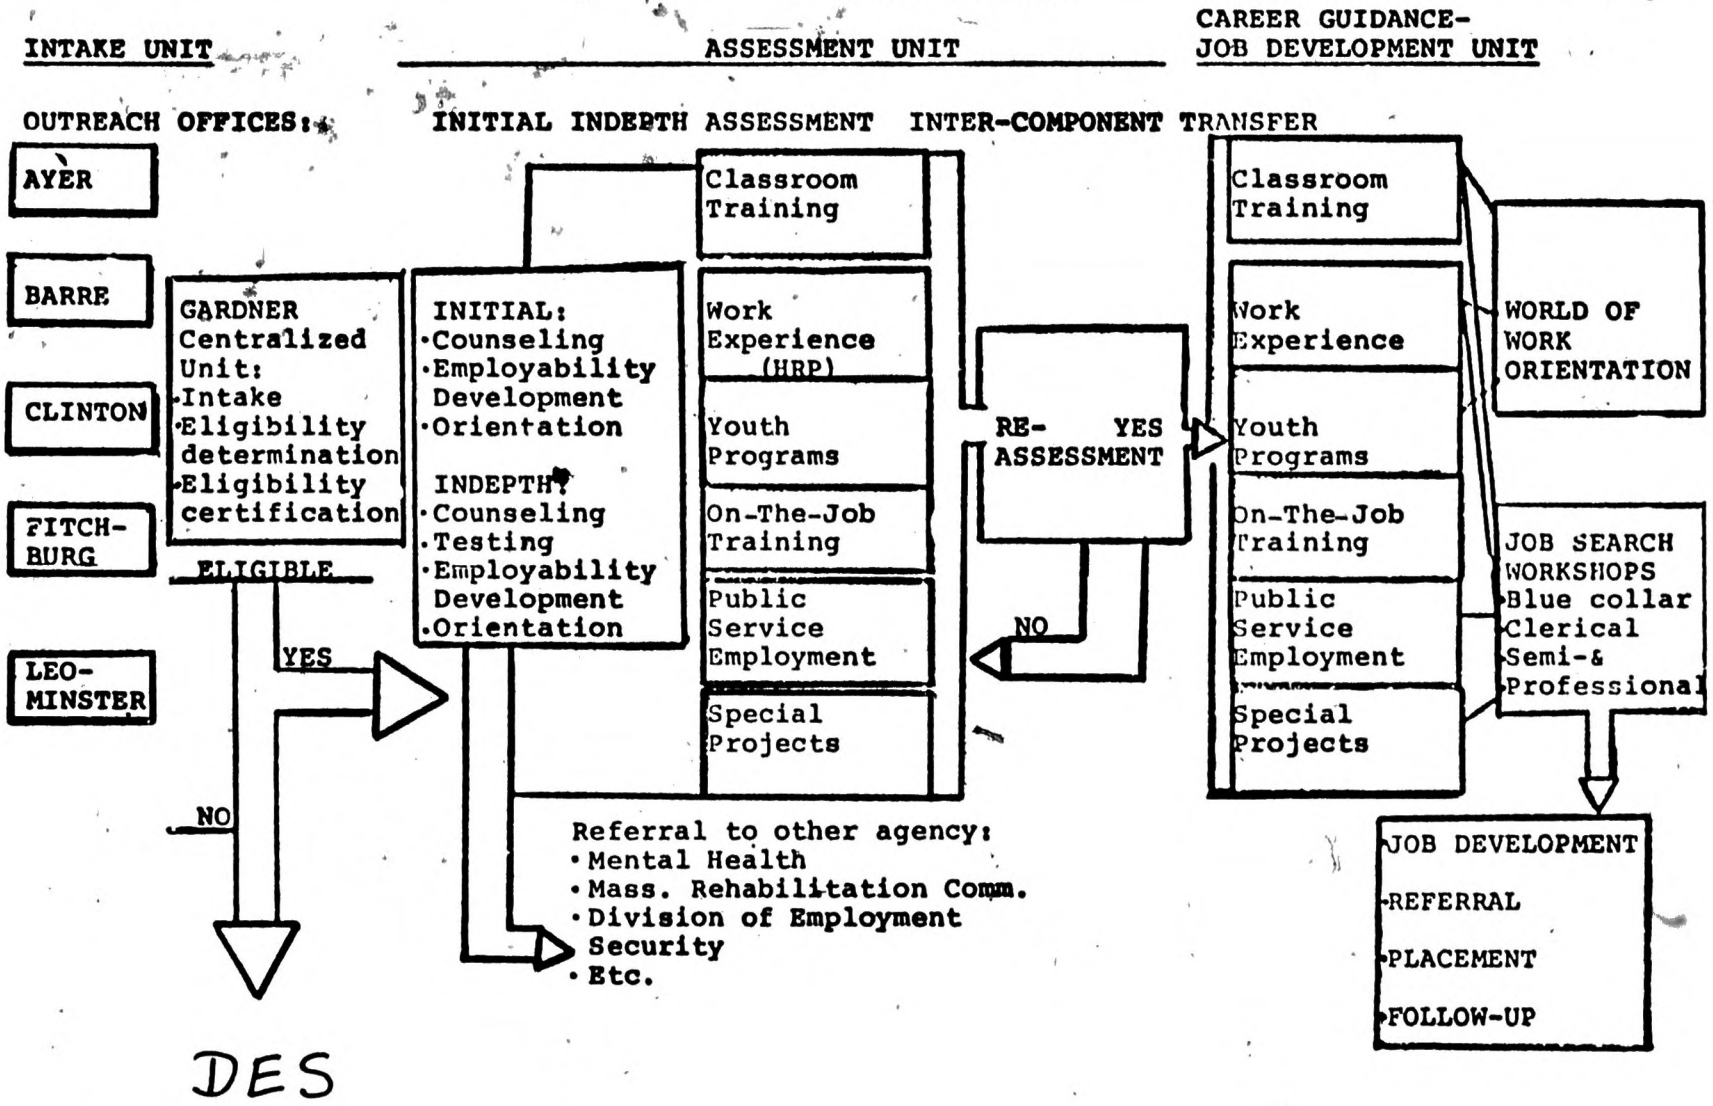 INTAKE UNIT
ASSESSMENT UNIT
CAREER GUIDANCE-
JOB DEVELOPMENT UNIT
OUTREACH OFFICES:
INITIAL INDEPTH ASSESSMENT
INTER-COMPONENT TRANSFER
AYER
BARRE
CLINTON
FITCH-
BURG
LEO-
MINSTER
GARDNER
Centralized
Unit:
·Intake
·Eligibility
determination
·Eligibility
certification
ELIGIBLE
YES
NO
DES
INITIAL:
·Counseling
·Employability
Development
·Orientation
INDEPTH:
·Counseling
·Testing
·Employability
Development
·Orientation
Classroom
Training
Work
Experience
(HRP)
Youth
Programs
On-The-Job
Training
Public
Service
Employment
Special
Projects
Referral to other agency:
·Mental Health
·Mass. Rehabilitation Comm.
·Division of Employment
Security
·Etc.
RE- YES
ASSESSMENT
NO
Classroom
Training
Work
Experience
Youth
Programs
On-The-Job
Training
Public
Service
Employment
Special
Projects
WORLD OF
WORK
ORIENTATION
JOB SEARCH
WORKSHOPS
·Blue collar
·Clerical
·Semi-&
·Professional
·JOB DEVELOPMENT
·REFERRAL
·PLACEMENT
·FOLLOW-UP